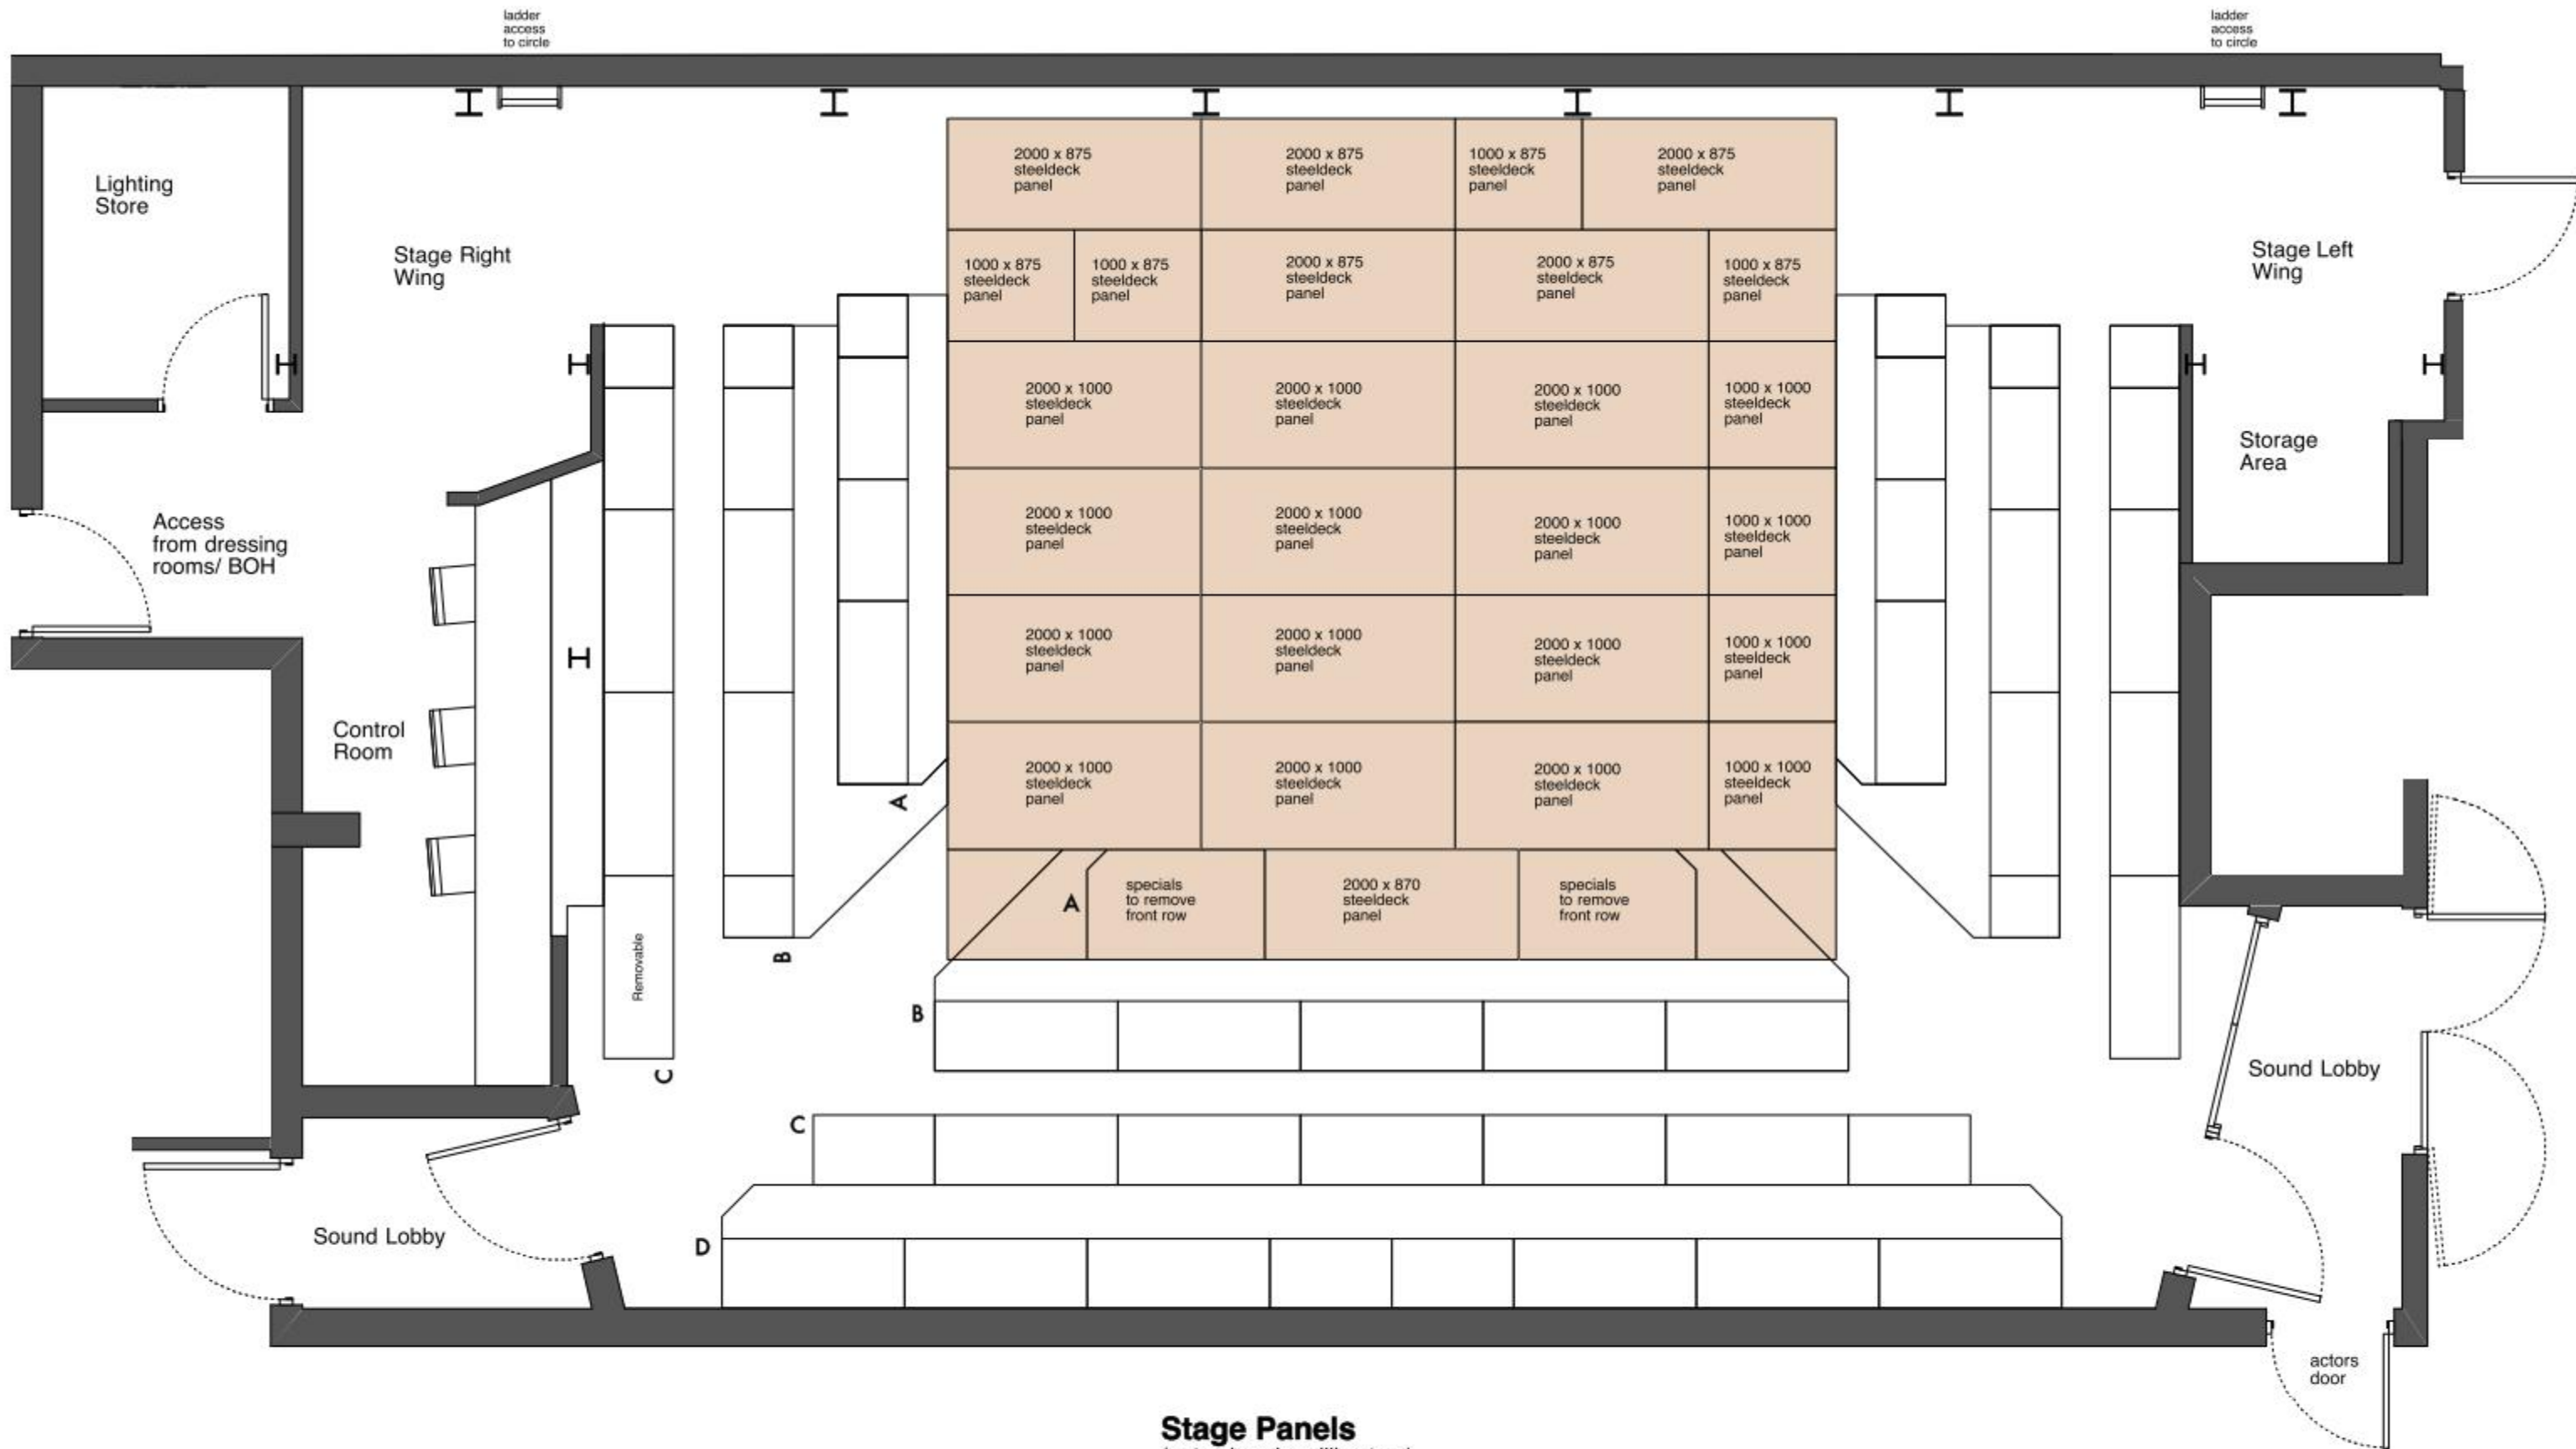 ladder
access
to circle
ladder
access
to circle
Lighting
Store
Stage Right
Wing
Stage Left
Wing
2000 x 875
steeldeck
panel
2000 x 875
steeldeck
panel
1000 x 875
steeldeck
panel
2000 x 875
steeldeck
panel
1000 x 875
steeldeck
panel
1000 x 875
steeldeck
panel
2000 x 875
steeldeck
panel
2000 x 875
steeldeck
panel
1000 x 875
steeldeck
panel
2000 x 1000
steeldeck
panel
2000 x 1000
steeldeck
panel
2000 x 1000
steeldeck
panel
1000 x 1000
steeldeck
panel
Storage
Area
Access
from dressing
rooms/ BOH
2000 x 1000
steeldeck
panel
2000 x 1000
steeldeck
panel
2000 x 1000
steeldeck
panel
1000 x 1000
steeldeck
panel
2000 x 1000
steeldeck
panel
2000 x 1000
steeldeck
panel
2000 x 1000
steeldeck
panel
1000 x 1000
steeldeck
panel
Control
Room
2000 x 1000
steeldeck
panel
2000 x 1000
steeldeck
panel
2000 x 1000
steeldeck
panel
1000 x 1000
steeldeck
panel
A
A
specials
to remove
front row
2000 x 870
steeldeck
panel
specials
to remove
front row
Removable
B
B
C
C
D
Sound Lobby
Sound Lobby
actors
door
Stage Panels